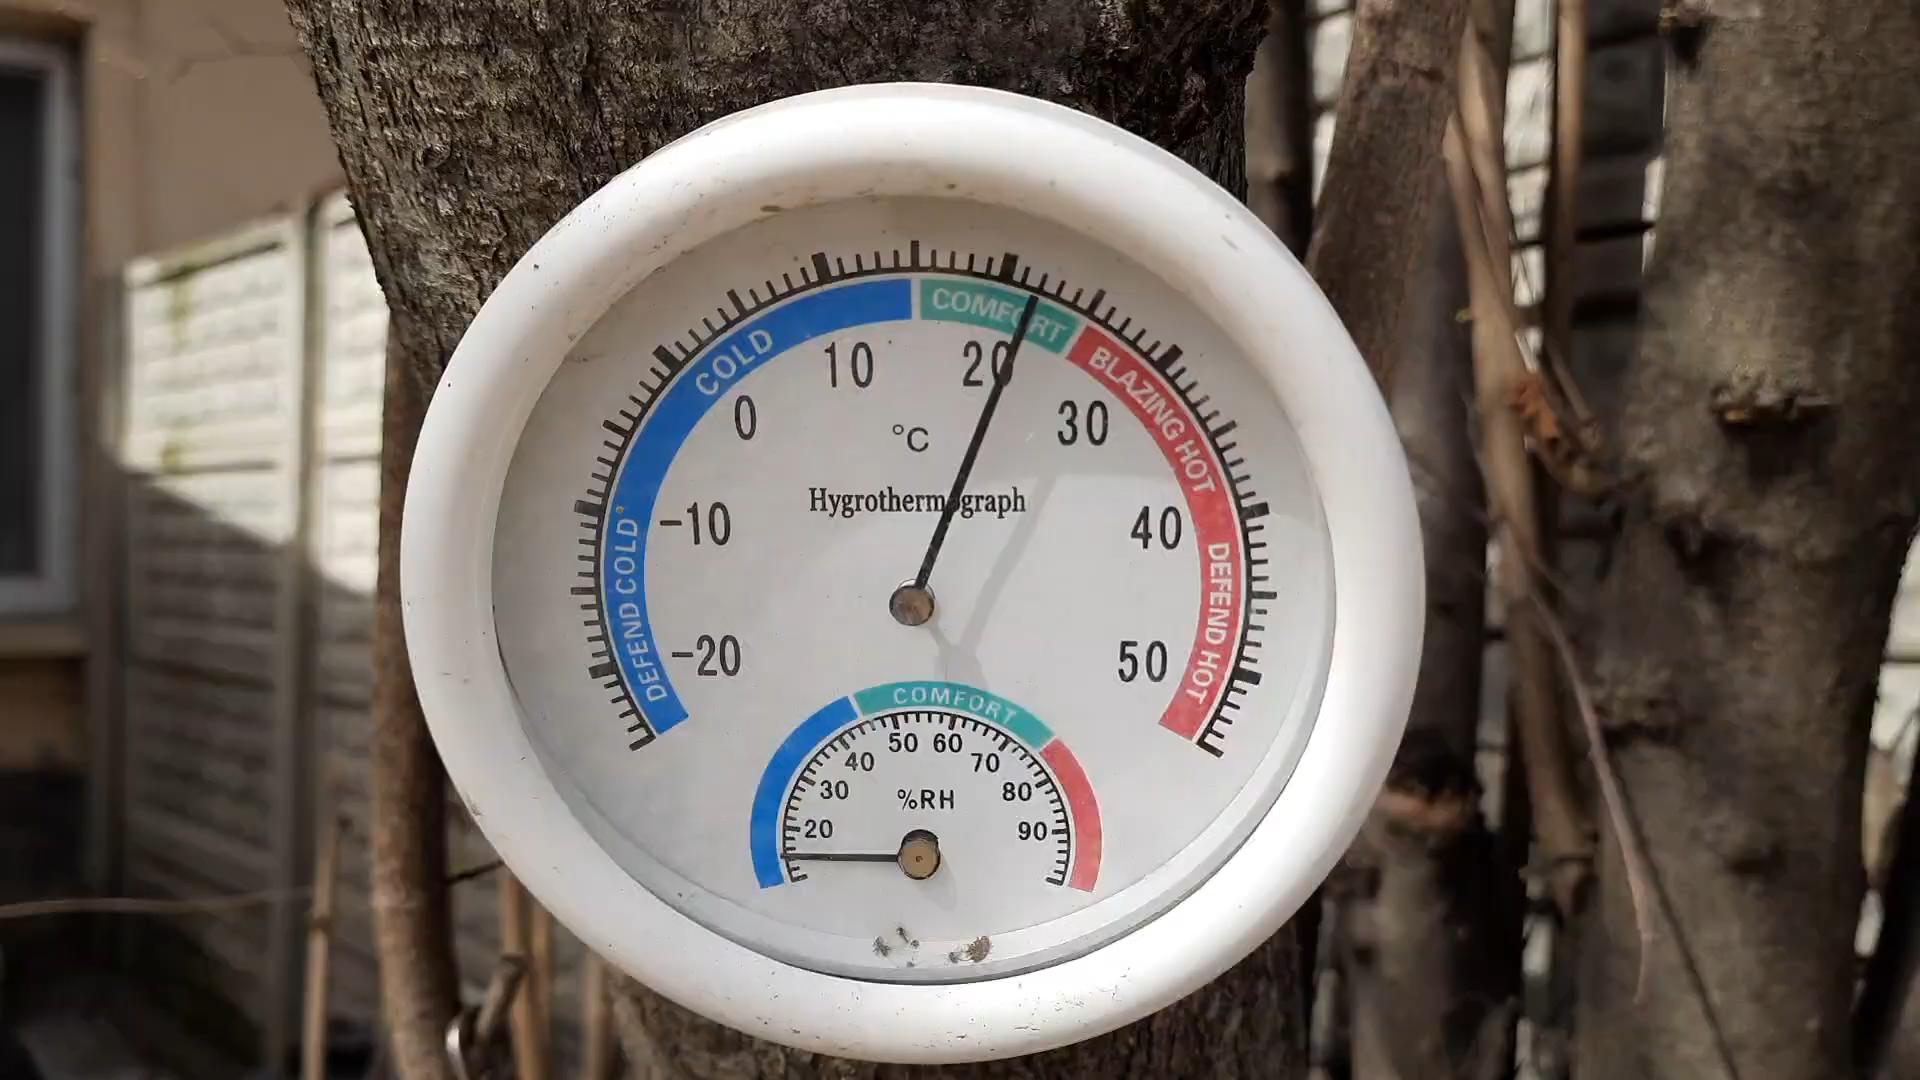 COMFORT
COLD
BLAZING HOT
10
20
0
30
°C
Hygrothermograph
-10
40
DEFEND COLD
DEFEND HOT
-20
50
COMFORT
50 60
40
70
30
%RH
80
20
90